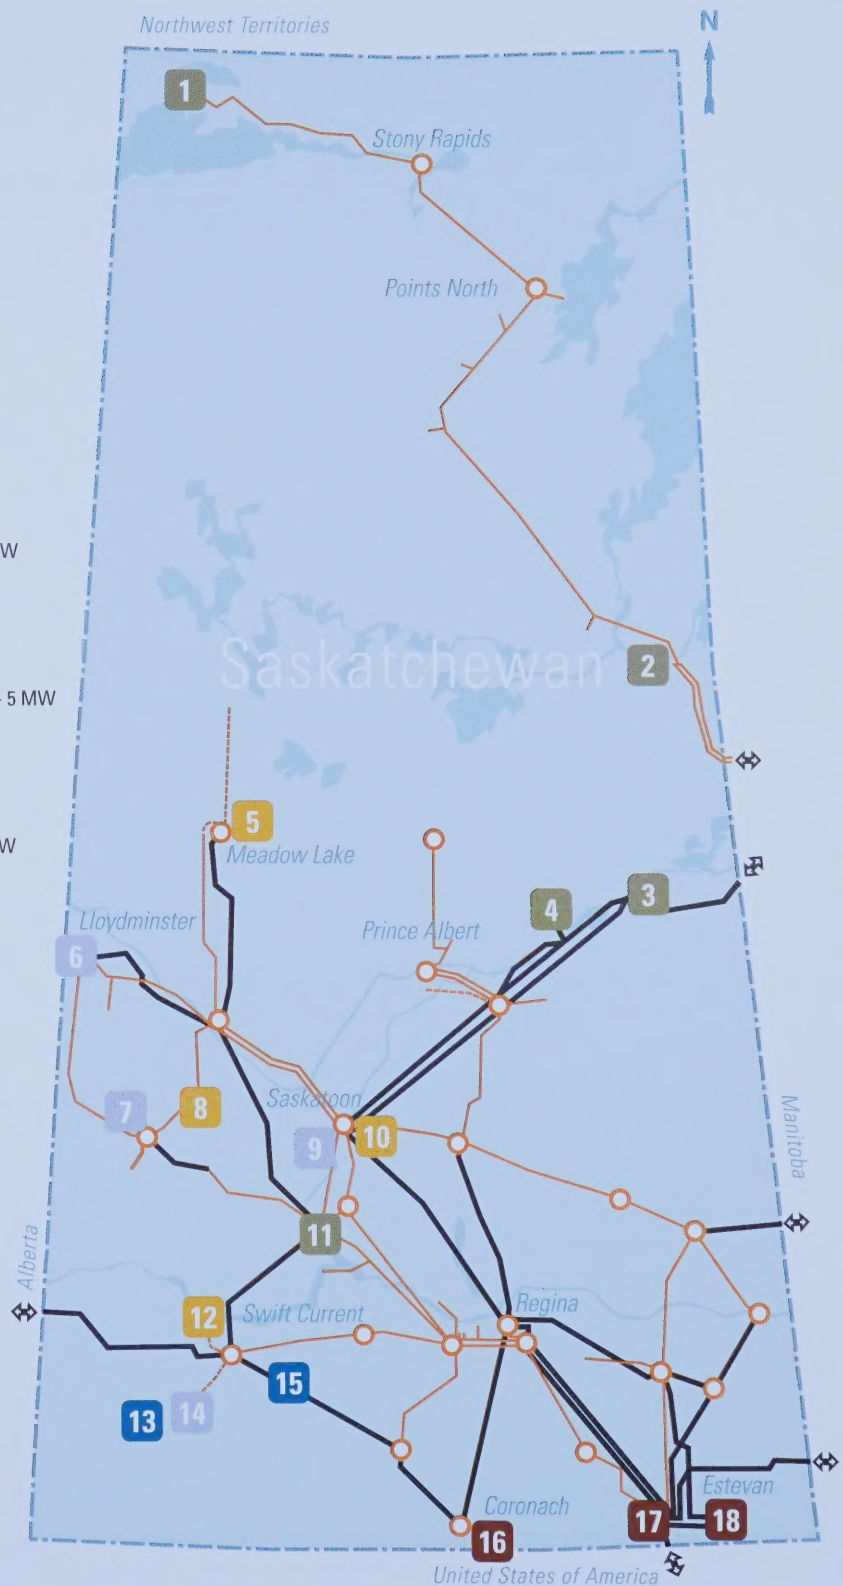 Northwest Territories
N
1
Stony Rapids
Points North
W
Saskatchewan
2
5 MW
5
W
Meadow Lake
3
4
Lloydminster
Prince Albert
6
Saskatoon
7
8
9
10
Manitoba
11
Alberta
12
Swift Current
Regina
15
13
14
Estevan
Coronach
16
17
18
United States of America